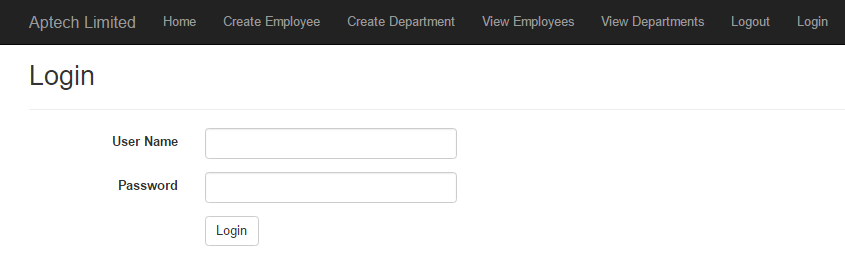 Aptech Limited Home Create Employee Create Department View Employees View Departments Logout Login
Login
User Name
Password
Login